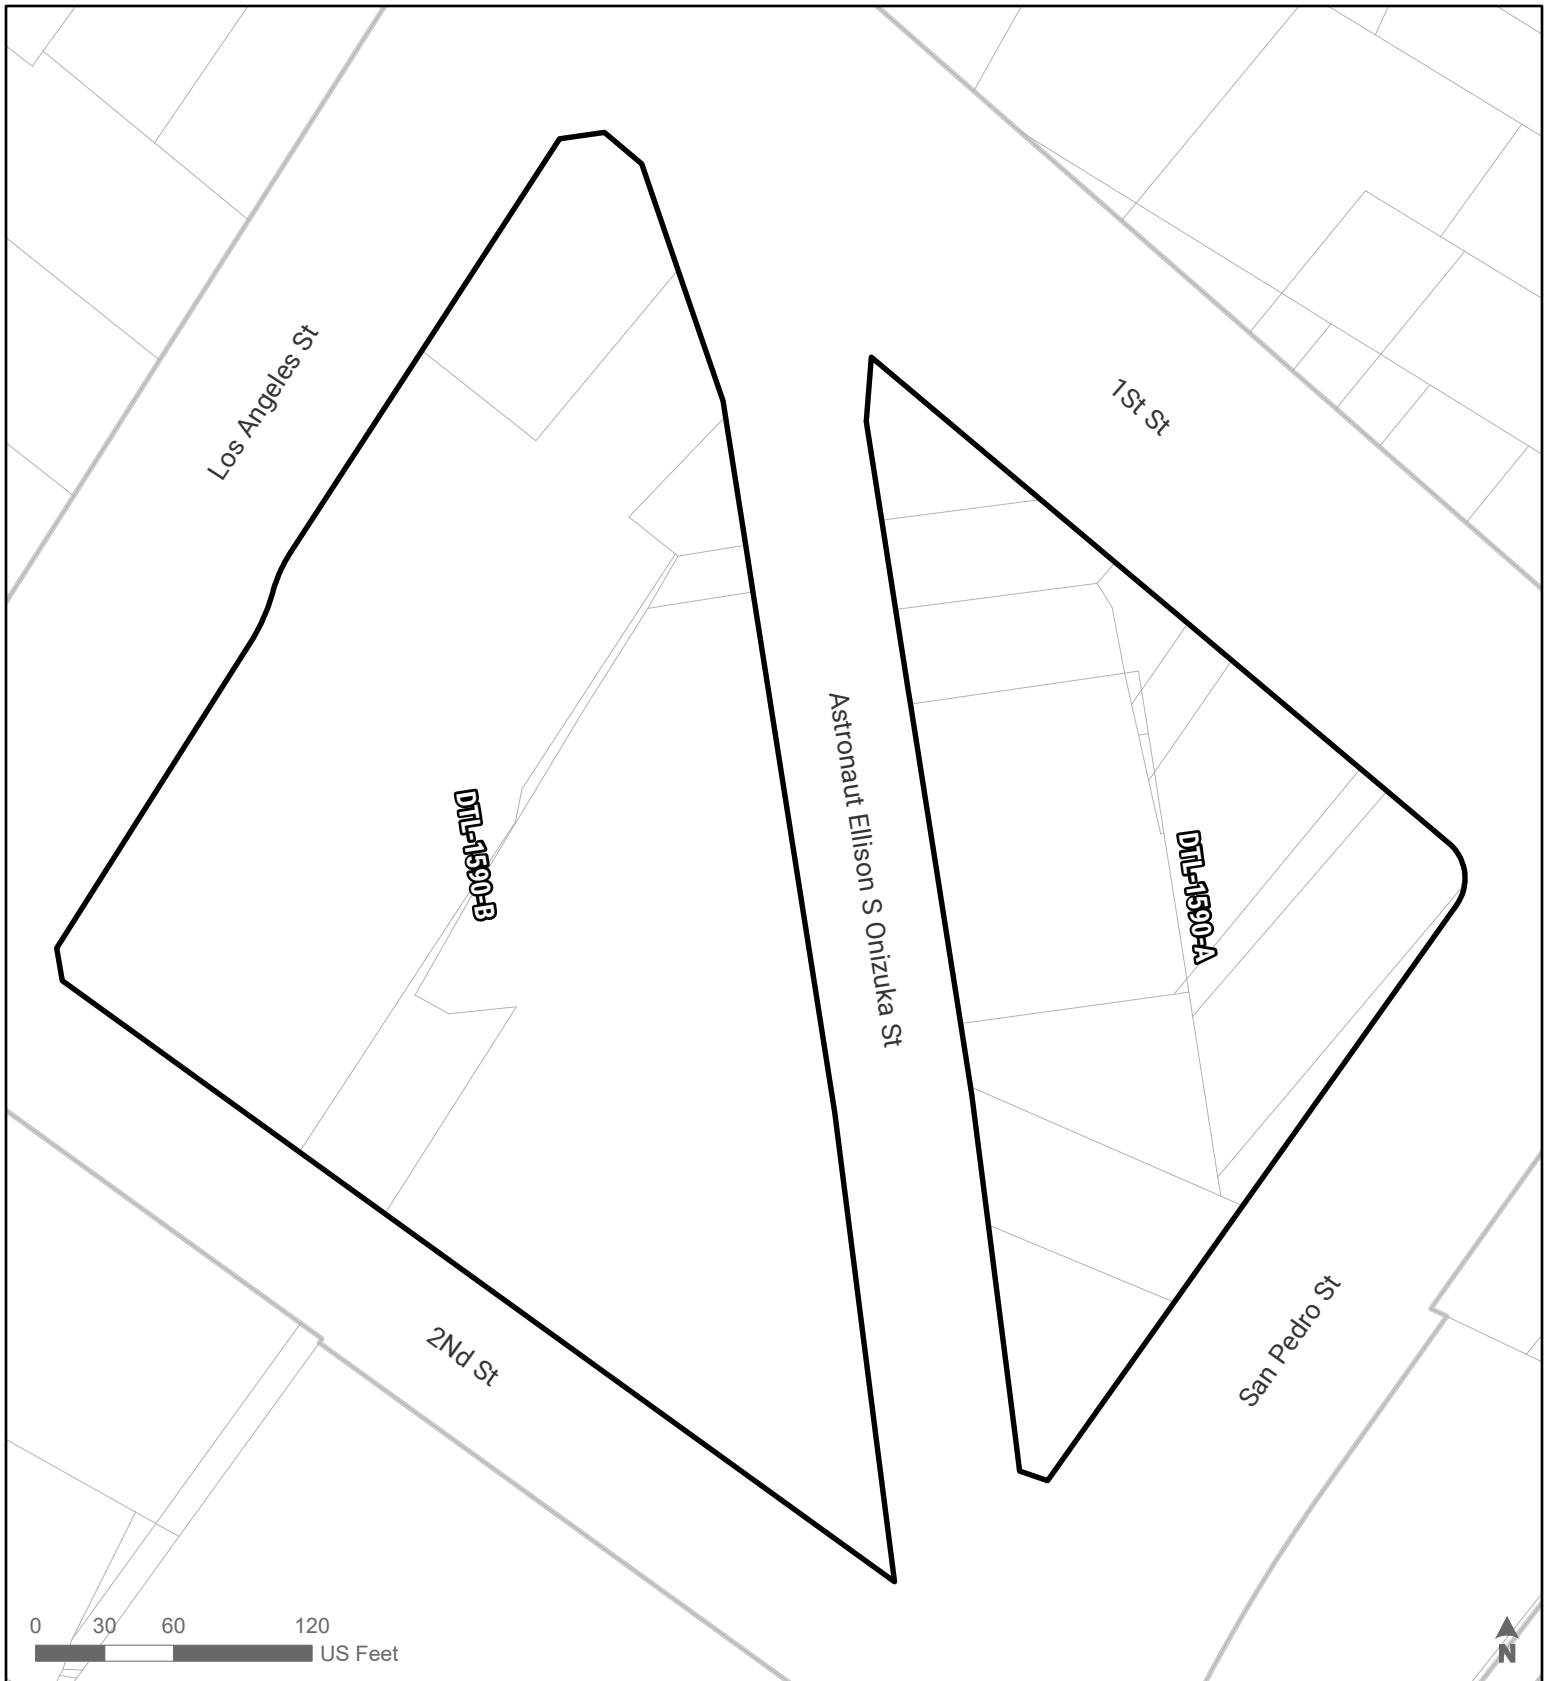 Los Angeles St
1St St
Astronaut Ellison S Onizuka St
DTL-1590-B
DTL-1590-A
San Pedro St
2Nd St
0 30 60 120
US Feet
N